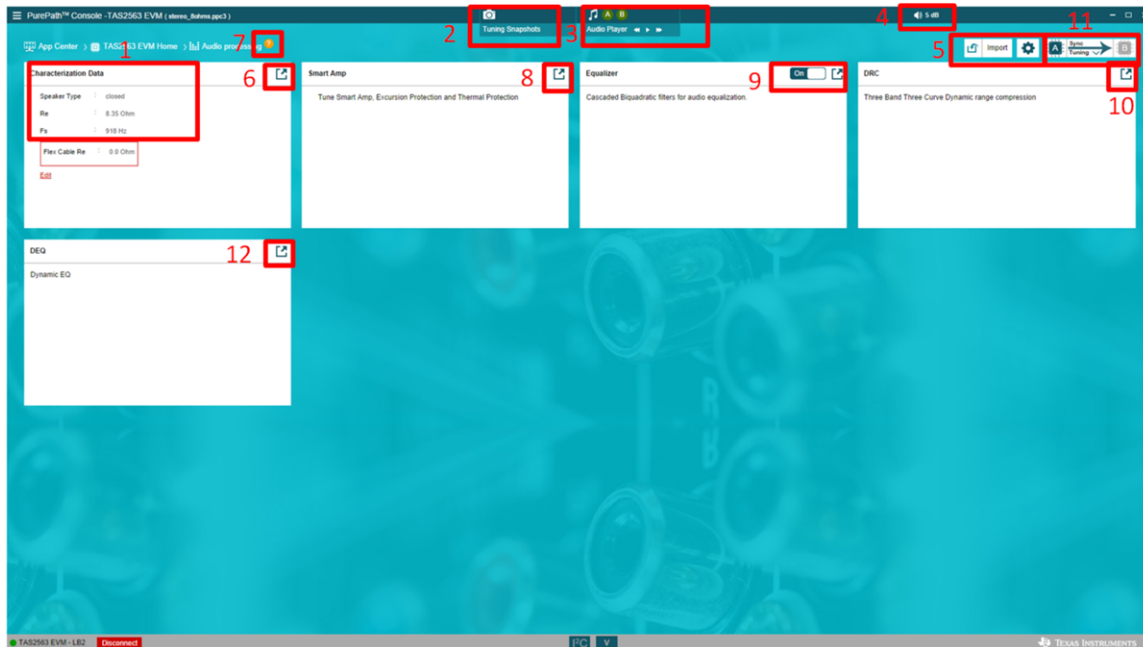 PurePath™ Console -TAS2563 EVM ( stereo_8ohms.ppc3 )
2 Tuning Snapshots
3 A B
Audio Player
4 5 dB
11
App Center > TAS2563 EVM Home > Audio processing 7 ?
1
5 Import A Sync Tuning B
Characterization Data 6
Smart Amp 8
Equalizer 9 On
DRC
10
Speaker Type : closed
Re : 8.35 Ohm
Fs : 918 Hz
Flex Cable Re : 0.0 Ohm
Edit
Tune Smart Amp, Excursion Protection and Thermal Protection
Cascaded Biquadratic filters for audio equalization.
Three Band Three Curve Dynamic range compression
DEQ 12
Dynamic EQ
TAS2563 EVM - LB2 Disconnect
I²C
TEXAS INSTRUMENTS